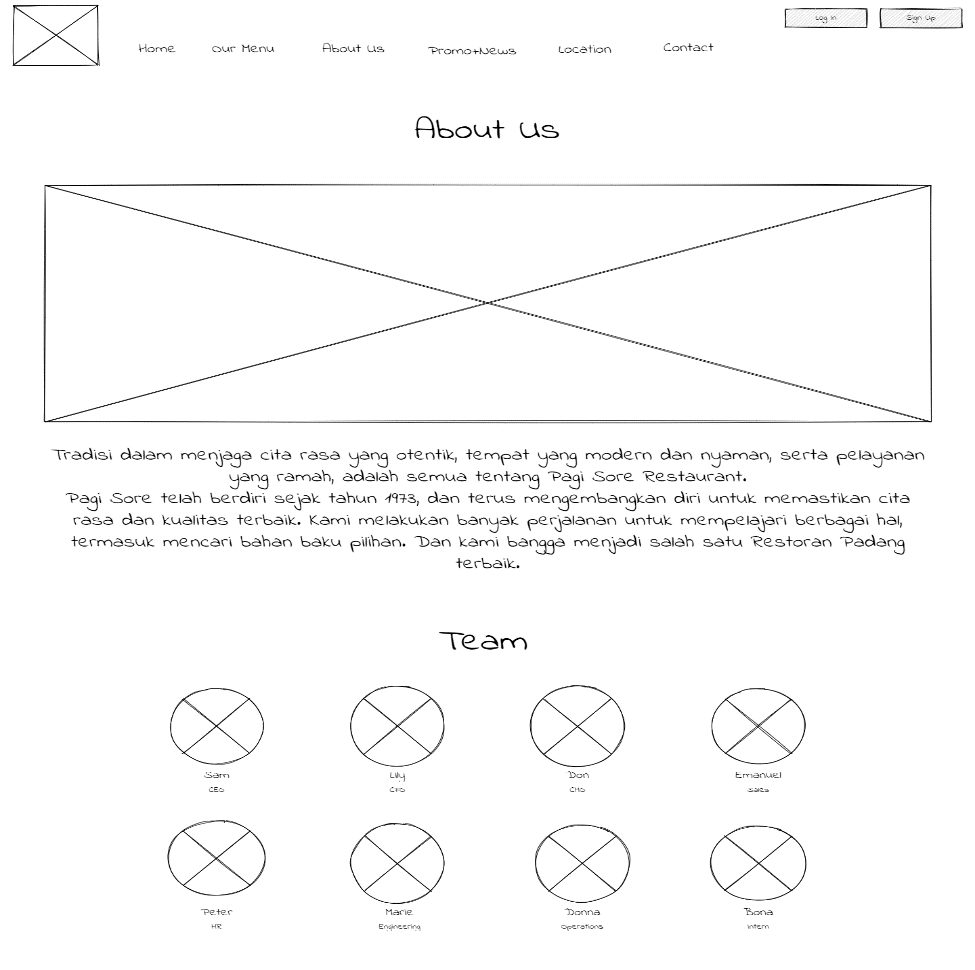 Log In Sign Up
Home Our Menu About Us Promo+News Location Contact
About Us
Tradisi dalam menjaga cita rasa yang otentik, tempat yang modern dan nyaman, serta pelayanan
yang ramah, adalah semua tentang Pagi Sore Restaurant.
Pagi Sore telah berdiri sejak tahun 1973, dan terus mengembangkan diri untuk memastikan cita
rasa dan kualitas terbaik. Kami melakukan banyak perjalanan untuk mempelajari berbagai hal,
termasuk mencari bahan baku pilihan. Dan kami bangga menjadi salah satu Restoran Padang
terbaik.
Team
Sam Lily Don Emanuel
CEO CFO CMO Sales
Peter Marie Donna Bona
HR Engineering Operations Intern